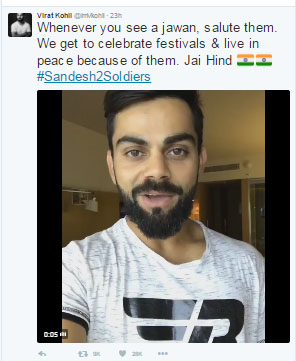 Virat Kohli @imVkohli · 23h
Whenever you see a jawan, salute them.
We get to celebrate festivals & live in
peace because of them. Jai Hind 🇮🇳🇮🇳
#Sandesh2Soldiers
0:05